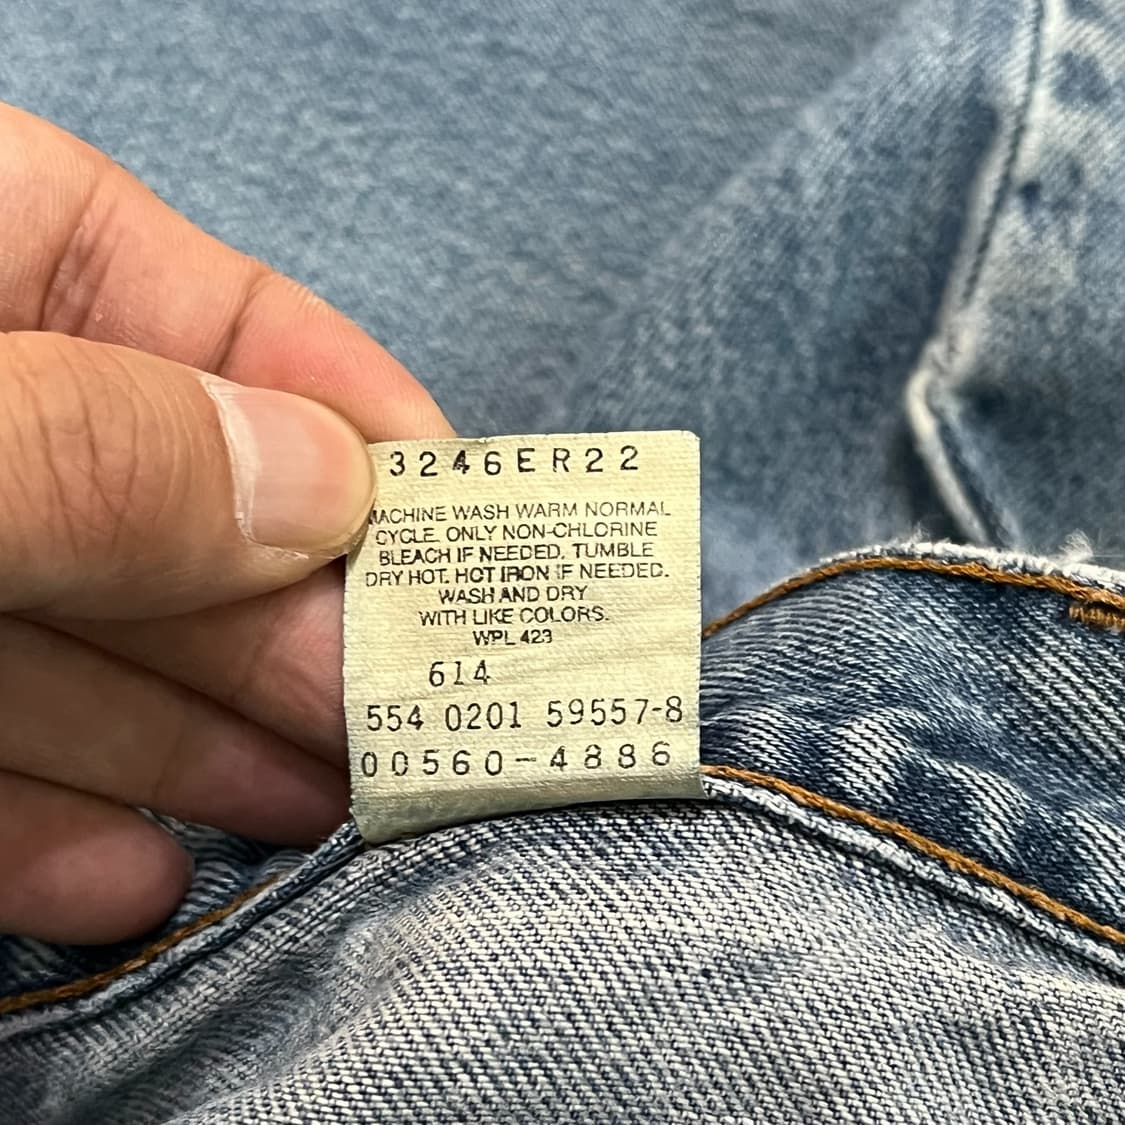 3246ER22
MACHINE WASH WARM NORMAL
CYCLE. ONLY NON-CHLORINE
BLEACH IF NEEDED. TUMBLE
DRY HOT. HOT IRON IF NEEDED.
WASH AND DRY
WITH LIKE COLORS.
WPL 423
614
554 0201 59557-8
00560-4886